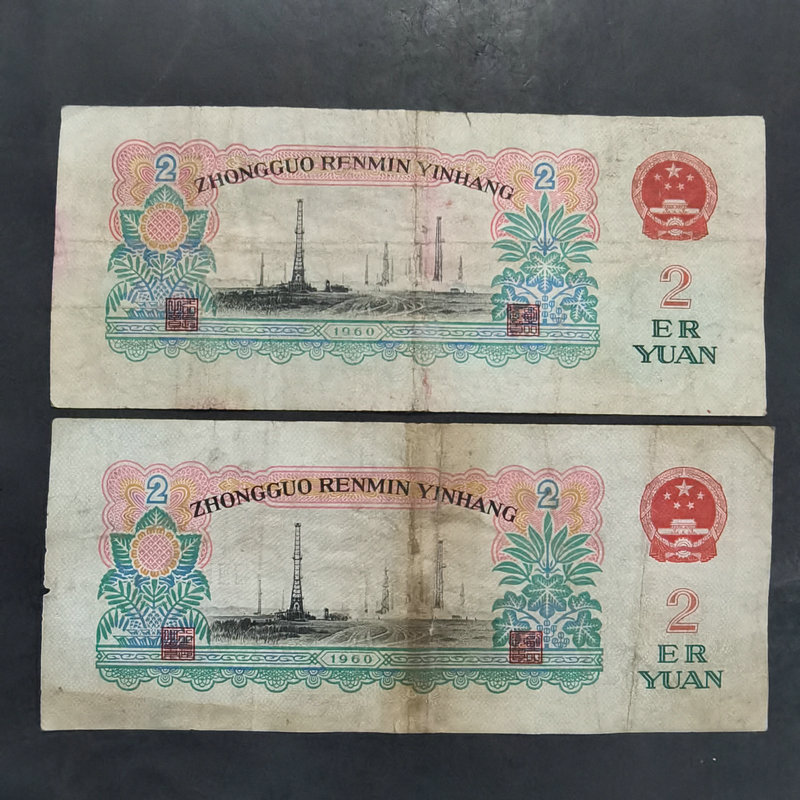 2 ZHONGGUO RENMIN YINHANG 2
1960
2
ER
YUAN
2 ZHONGGUO RENMIN YINHANG 2
1960
2
ER
YUAN